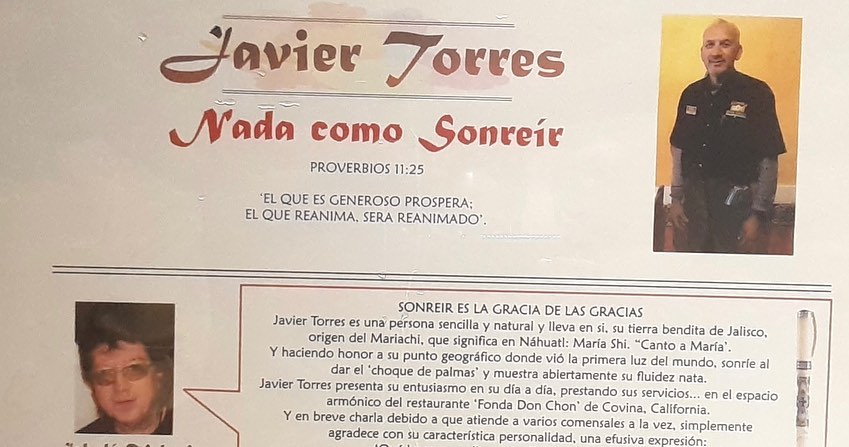 Javier Torres
Nada como Sonreír
PROVERBIOS 11:25
'EL QUE ES GENEROSO PROSPERA;
EL QUE REANIMA, SERA REANIMADO'.
SONREIR ES LA GRACIA DE LAS GRACIAS
Javier Torres es una persona sencilla y natural y lleva en si, su tierra bendita de Jalisco,
origen del Mariachi, que significa en Náhuatl: María Shi. "Canto a María'.
Y haciendo honor a su punto geográfico donde vió la primera luz del mundo, sonríe al
dar el 'choque de palmas' y muestra abiertamente su fluidez nata.
Javier Torres presenta su entusiasmo en su día a día, prestando sus servicios... en el espacio
armónico del restaurante 'Fonda Don Chon' de Covina, California.
Y en breve charla debido a que atiende a varios comensales a la vez, simplemente
agradece con su característica personalidad, una efusiva expresión: